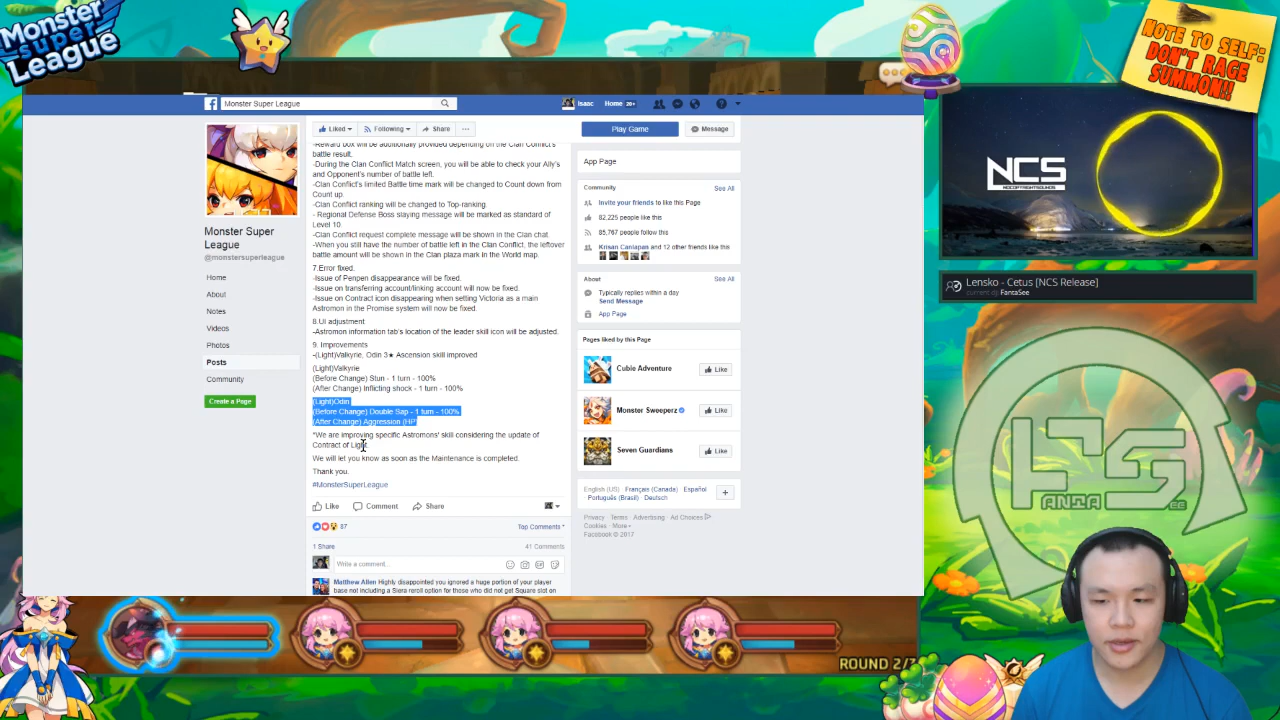 Monster
Super
League
NOTE TO SELF:
DON'T RAGE
SUMMON!!
Monster Super League
Isaac
Home 20+
Liked
Following
Share
Play Game
Message
-Reward box will be additionally provided depending on the Clan Conflict's
battle result.
-During the Clan Conflict Match screen, you will be able to check your Ally's
and Opponent's number of battle left.
-Clan Conflict's limited Battle time mark will be changed to Count down from
Count up.
-Clan Conflict ranking will be changed to Top-ranking.
- Regional Defense Boss staying message will be marked as standard of
Level 10.
-Clan Conflict request complete message will be shown in the Clan chat.
-When you still have the number of battle left in the Clan Conflict, the leftover
battle amount will be shown in the Clan plaza mark in the World map.
7.Error fixed.
-Issue of Penpen disappearance will be fixed.
-Issue of transferring account/linking account will now be fixed.
-Issue on Contract icon disappearing when setting Victoria as a main
Astromon in the Promise system will now be fixed.
8.UI adjustment
-Astromon information tab's location of the leader skill icon will be adjusted.
9. Improvements
-(Light)Valkyrie, Odin 3★ Ascension skill improved
(Light)Valkyrie
(Before Change) Stun - 1 turn - 100%
(After Change) Inflicting shock - 1 turn - 100%
(Light)Odin
(Before Change) Double Sap - 1 turn - 100%
(After Change) Aggression (HP)
*We are improving specific Astromons' skill considering the update of
Contract of Light.
We will let you know as soon as the Maintenance is completed.
Thank you.
#MonsterSuperLeague
Like
Comment
Share
87
Top Comments
1 Share
41 Comments
Write a comment...
Matthew Allen Highly disappointed you ignored a huge portion of your player
base not including a Siera reroll option for those who did not get Square slot on
Monster Super
League
@monstersuperleague
Home
About
Notes
Videos
Photos
Posts
Community
Create a Page
App Page
Community
See All
Invite your friends to like this Page
82,225 people like this
85,767 people follow this
Krisan Canlapan and 12 other friends like this
About
See All
Typically replies within a day
Send Message
App Page
Pages liked by this Page
Cubie Adventure
Like
Monster Sweeperz
Like
Seven Guardians
Like
English (US) · Français (Canada) · Español
· Português (Brasil) · Deutsch
Privacy · Terms · Advertising · Ad Choices
Cookies · More
Facebook © 2017
NCS
NOCOPYRIGHTSOUNDS
Lensko - Cetus [NCS Release]
current dj: FantaSee
FS
ANTA
ROUND 2/